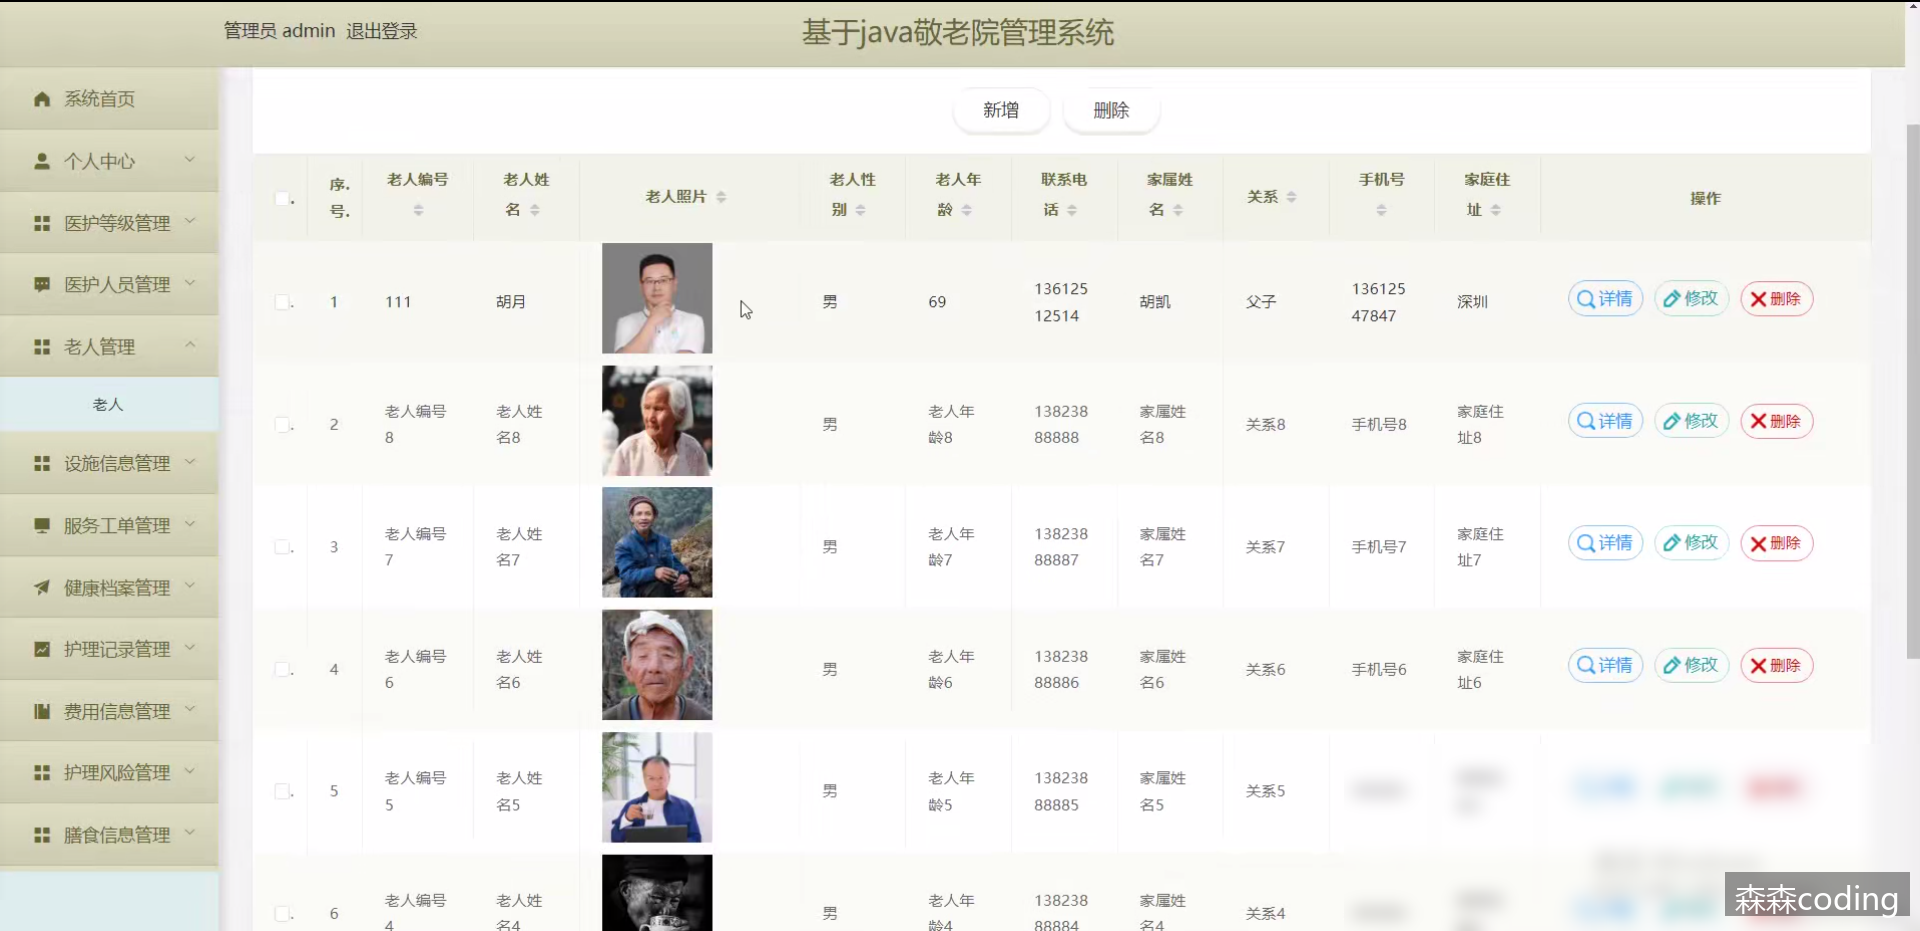 管理员 admin 退出登录
基于java敬老院管理系统
系统首页
个人中心
医护等级管理
医护人员管理
老人管理
老人
设施信息管理
服务工单管理
健康档案管理
护理记录管理
费用信息管理
护理风险管理
膳食信息管理
新增 删除
序号 老人编号 老人姓名 老人照片 老人性别 老人年龄 联系电话 家属姓名 关系 手机号 家庭住址 操作
1 111 胡月 男 69 13612512514 胡凯 父子 13612547847 深圳 详情 修改 删除
2 老人编号8 老人姓名8 男 老人年龄8 13823888888 家属姓名8 关系8 手机号8 家庭住址8 详情 修改 删除
3 老人编号7 老人姓名7 男 老人年龄7 13823888887 家属姓名7 关系7 手机号7 家庭住址7 详情 修改 删除
4 老人编号6 老人姓名6 男 老人年龄6 13823888886 家属姓名6 关系6 手机号6 家庭住址6 详情 修改 删除
5 老人编号5 老人姓名5 男 老人年龄5 13823888885 家属姓名5 关系5
6 老人编号4 老人姓名4 男 老人年龄4 13823888884 家属姓名4 关系4
森森coding